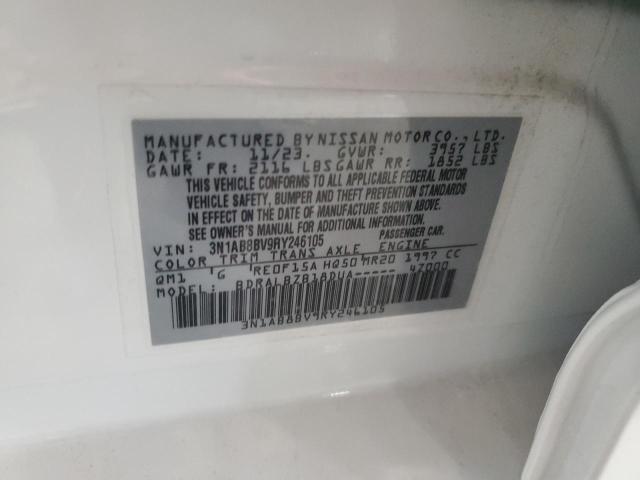 MANUFACTURED BY NISSAN MOTOR CO., LTD.
DATE: 11/23. GVWR: 3957 LBS
GAWR FR: 2116 LBS GAWR RR: 1852 LBS
THIS VEHICLE CONFORMS TO ALL APPLICABLE FEDERAL MOTOR
VEHICLE SAFETY, BUMPER AND THEFT PREVENTION STANDARDS
IN EFFECT ON THE DATE OF MANUFACTURE SHOWN ABOVE.
SEE OWNER'S MANUAL FOR ADDITIONAL INFORMATION.
VIN: 3N1AB8BV9RY246105 PASSENGER CAR.
COLOR TRIM TRANS AXLE ENGINE
QM1 G RE0F15A HQ50 MR20 1997 CC
MODEL: BDRALBZB18DUA- 47000
3N1AB8BV9RY246105